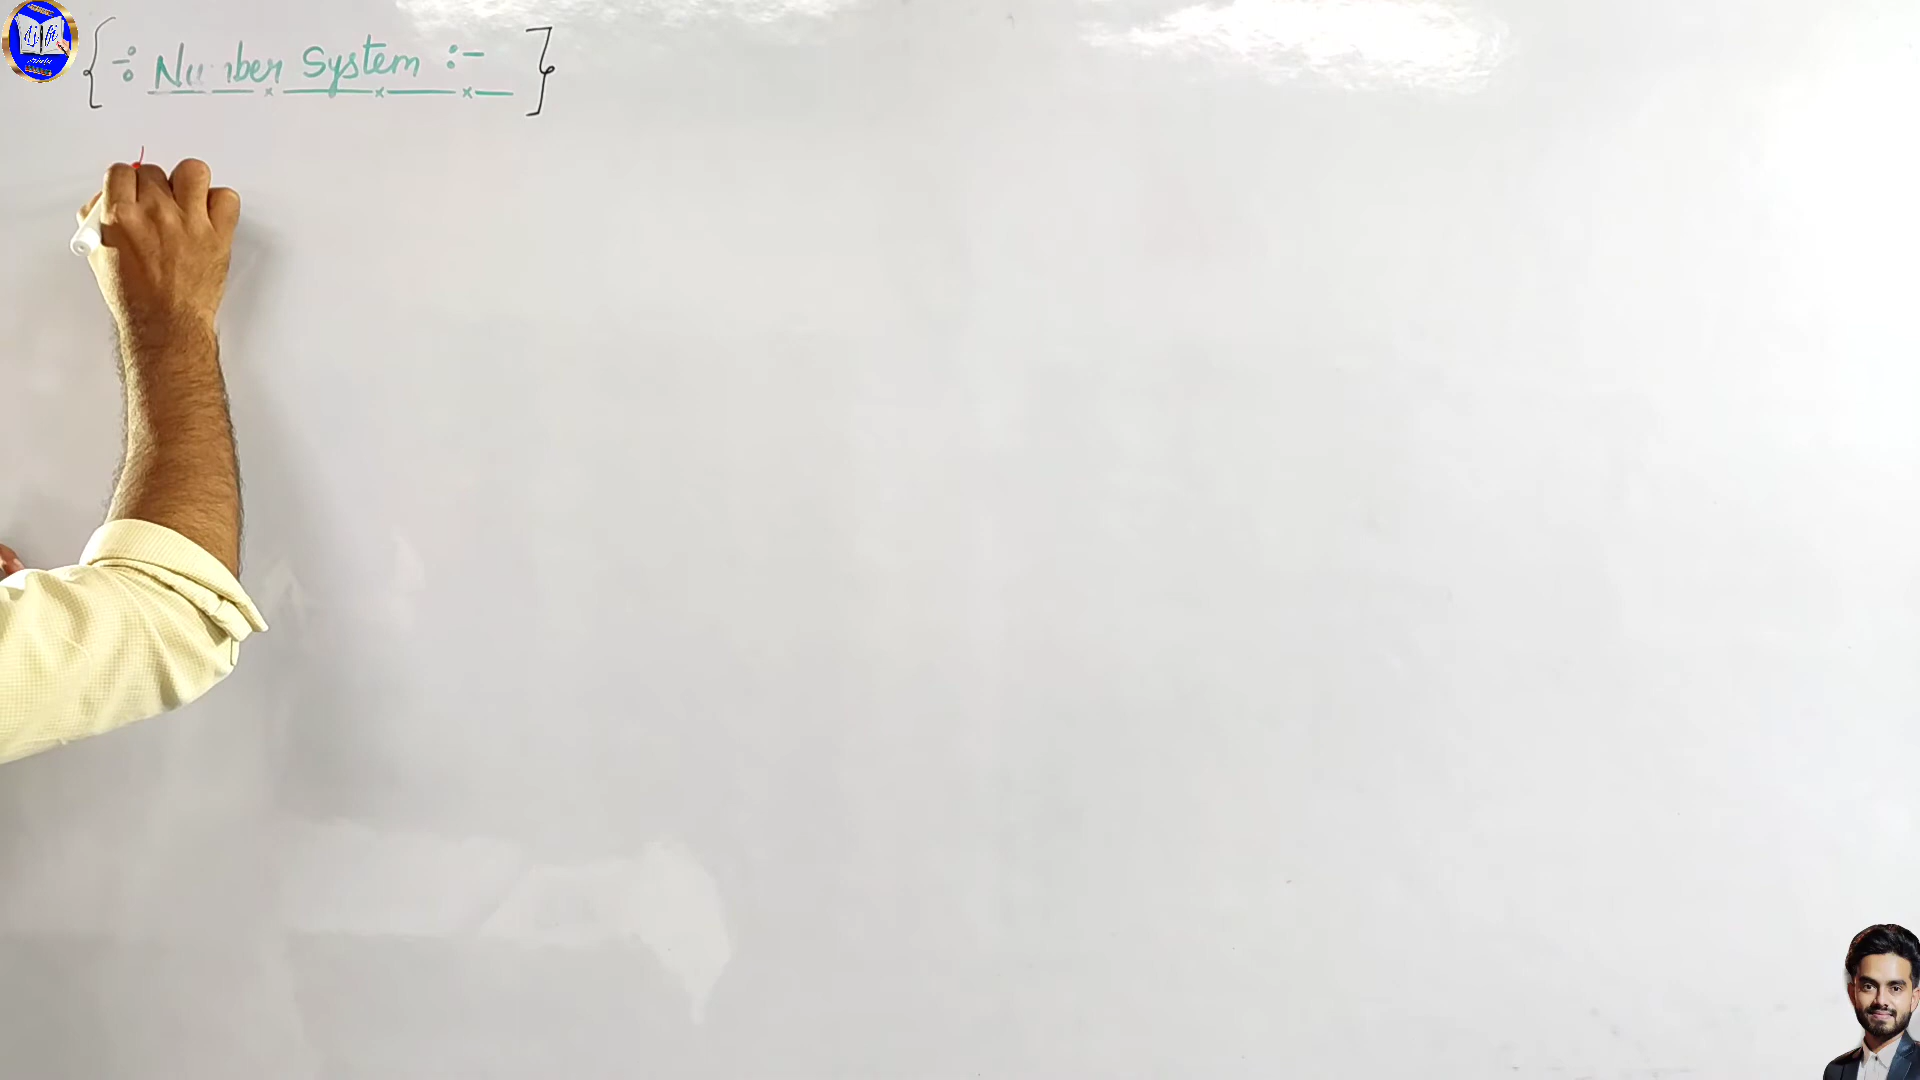 { ÷ Number System :- }